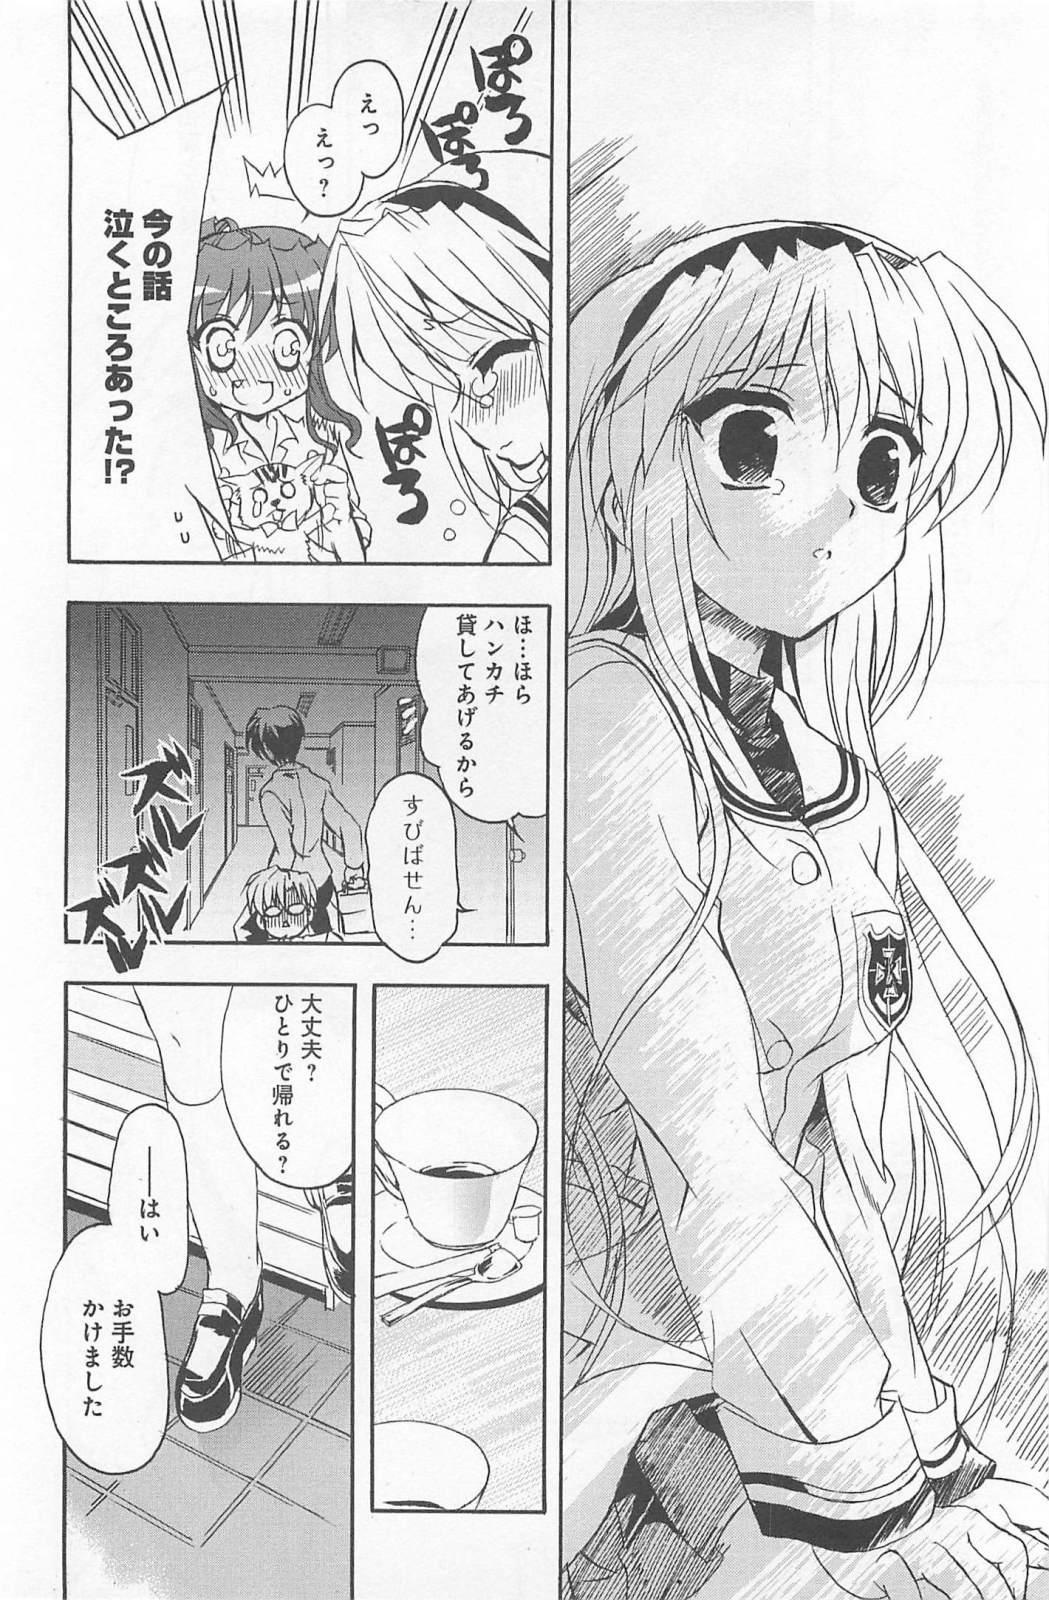 ぽろ
ぽろ
えっ
えっ?
ぽろ
今の話
泣くところあった!?
ほ…ほら
ハンカチ
貸してあげるから
すびばせん…
ズル
ズル
ズル
ズル
大丈夫?
ひとりで帰れる?
――はい
お手数
かけました